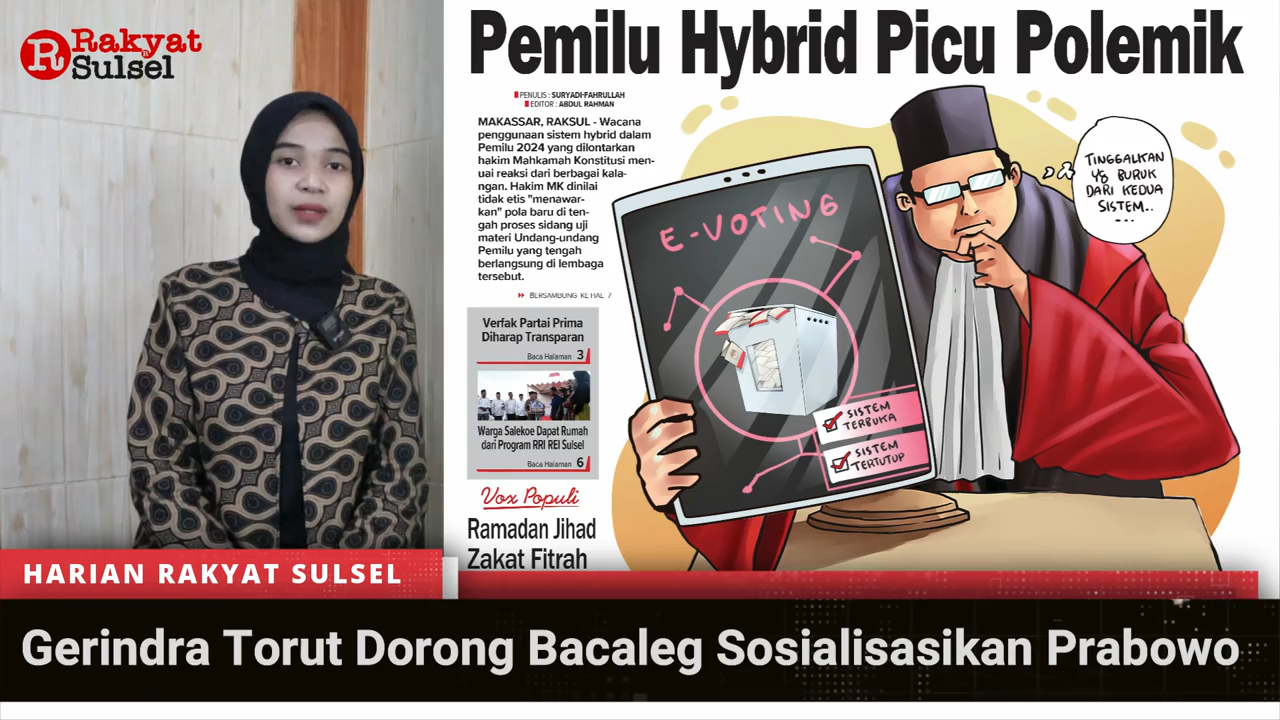 Rakyat
Sulsel
Pemilu Hybrid Picu Polemik
PENULIS : SURYADI-FAHRULLAH
EDITOR : ABDUL RAHMAN
MAKASSAR, RAKSUL - Wacana
penggunaan sistem hybrid dalam
Pemilu 2024 yang dilontarkan
hakim Mahkamah Konstitusi men-
uai reaksi dari berbagai kala-
ngan. Hakim MK dinilai
tidak etis "menawar-
kan" pola baru di ten-
gah proses sidang uji
materi Undang-undang
Pemilu yang tengah
berlangsung di lembaga
tersebut.
BERSAMBUNG KE HAL 7
Verfak Partai Prima
Diharap Transparan
Baca Halaman 3
Warga Salekoe Dapat Rumah
dari Program RRI REI Sulsel
Baca Halaman 6
Vox Populi
Ramadan Jihad
Zakat Fitrah
E-VOTING
SISTEM
TERBUKA
SISTEM
TERTUTUP
TINGGALKAN
YG BURUK
DARI KEDUA
SISTEM..
...
HARIAN RAKYAT SULSEL
Gerindra Torut Dorong Bacaleg Sosialisasikan Prabowo